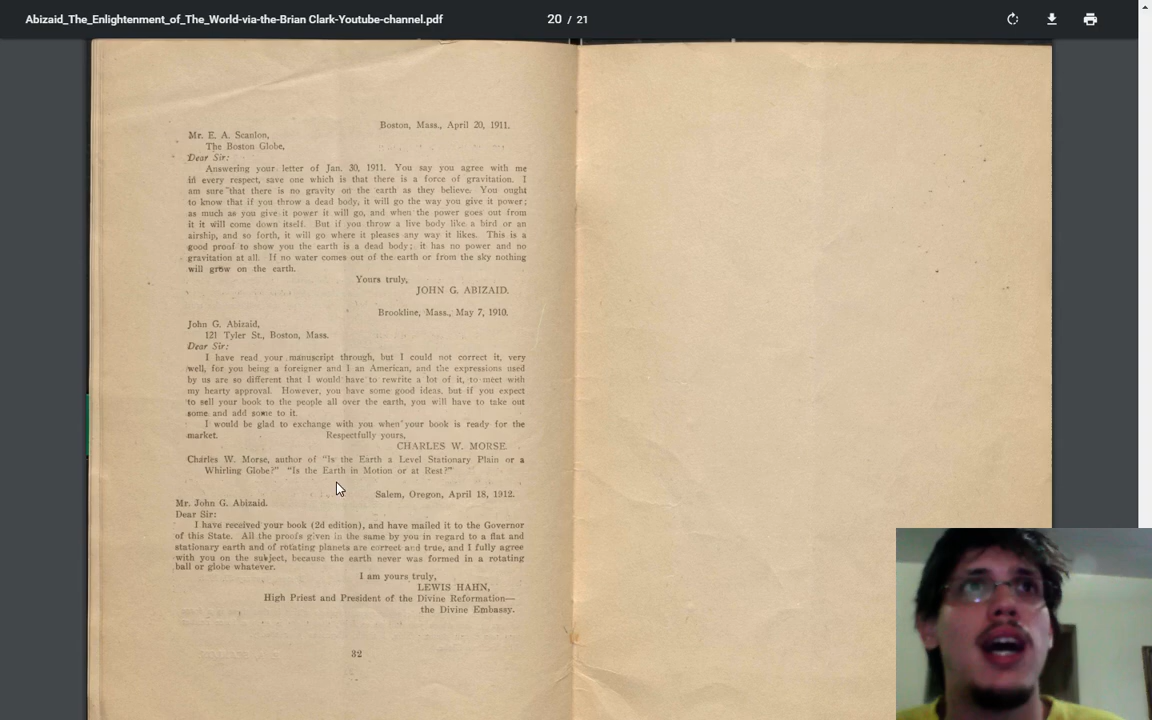 Abizaid_The_Enlightenment_of_The_World-via-the-Brian Clark-Youtube-channel.pdf
20 / 21
Boston, Mass., April 20, 1911.
Mr. E. A. Scanlon,
The Boston Globe,
Dear Sir:
Answering your letter of Jan. 30, 1911. You say you agree with me
in every respect, save one which is that there is a force of gravitation. I
am sure that there is no gravity on the earth as they believe. You ought
to know that if you throw a dead body, it will go the way you give it power;
as much as you give it power it will go, and when the power goes out from
it it will come down itself. But if you throw a live body like a bird or an
airship, and so forth, it will go where it pleases any way it likes. This is a
good proof to show you the earth is a dead body; it has no power and no
gravitation at all. If no water comes out of the earth or from the sky nothing
will grow on the earth.
Yours truly,
JOHN G. ABIZAID.
Brookline, Mass., May 7, 1910.
John G. Abizaid,
121 Tyler St., Boston, Mass.
Dear Sir:
I have read your manuscript through, but I could not correct it, very
well, for you being a foreigner and I an American, and the expressions used
by us are so different that I would have to rewrite a lot of it, to meet with
my hearty approval. However, you have some good ideas, but if you expect
to sell your book to the people all over the earth, you will have to take out
some and add some to it.
I would be glad to exchange with you when your book is ready for the
market. Respectfully yours,
CHARLES W. MORSE.
Charles W. Morse, author of "Is the Earth a Level Stationary Plain or a
Whirling Globe?" "Is the Earth in Motion or at Rest?"
Salem, Oregon, April 18, 1912.
Mr. John G. Abizaid.
Dear Sir:
I have received your book (2d edition), and have mailed it to the Governor
of this State. All the proofs given in the same by you in regard to a flat and
stationary earth and of rotating planets are correct and true, and I fully agree
with you on the subject, because the earth never was formed in a rotating
ball or globe whatever.
I am yours truly,
LEWIS HAHN,
High Priest and President of the Divine Reformation—
the Divine Embassy.
32